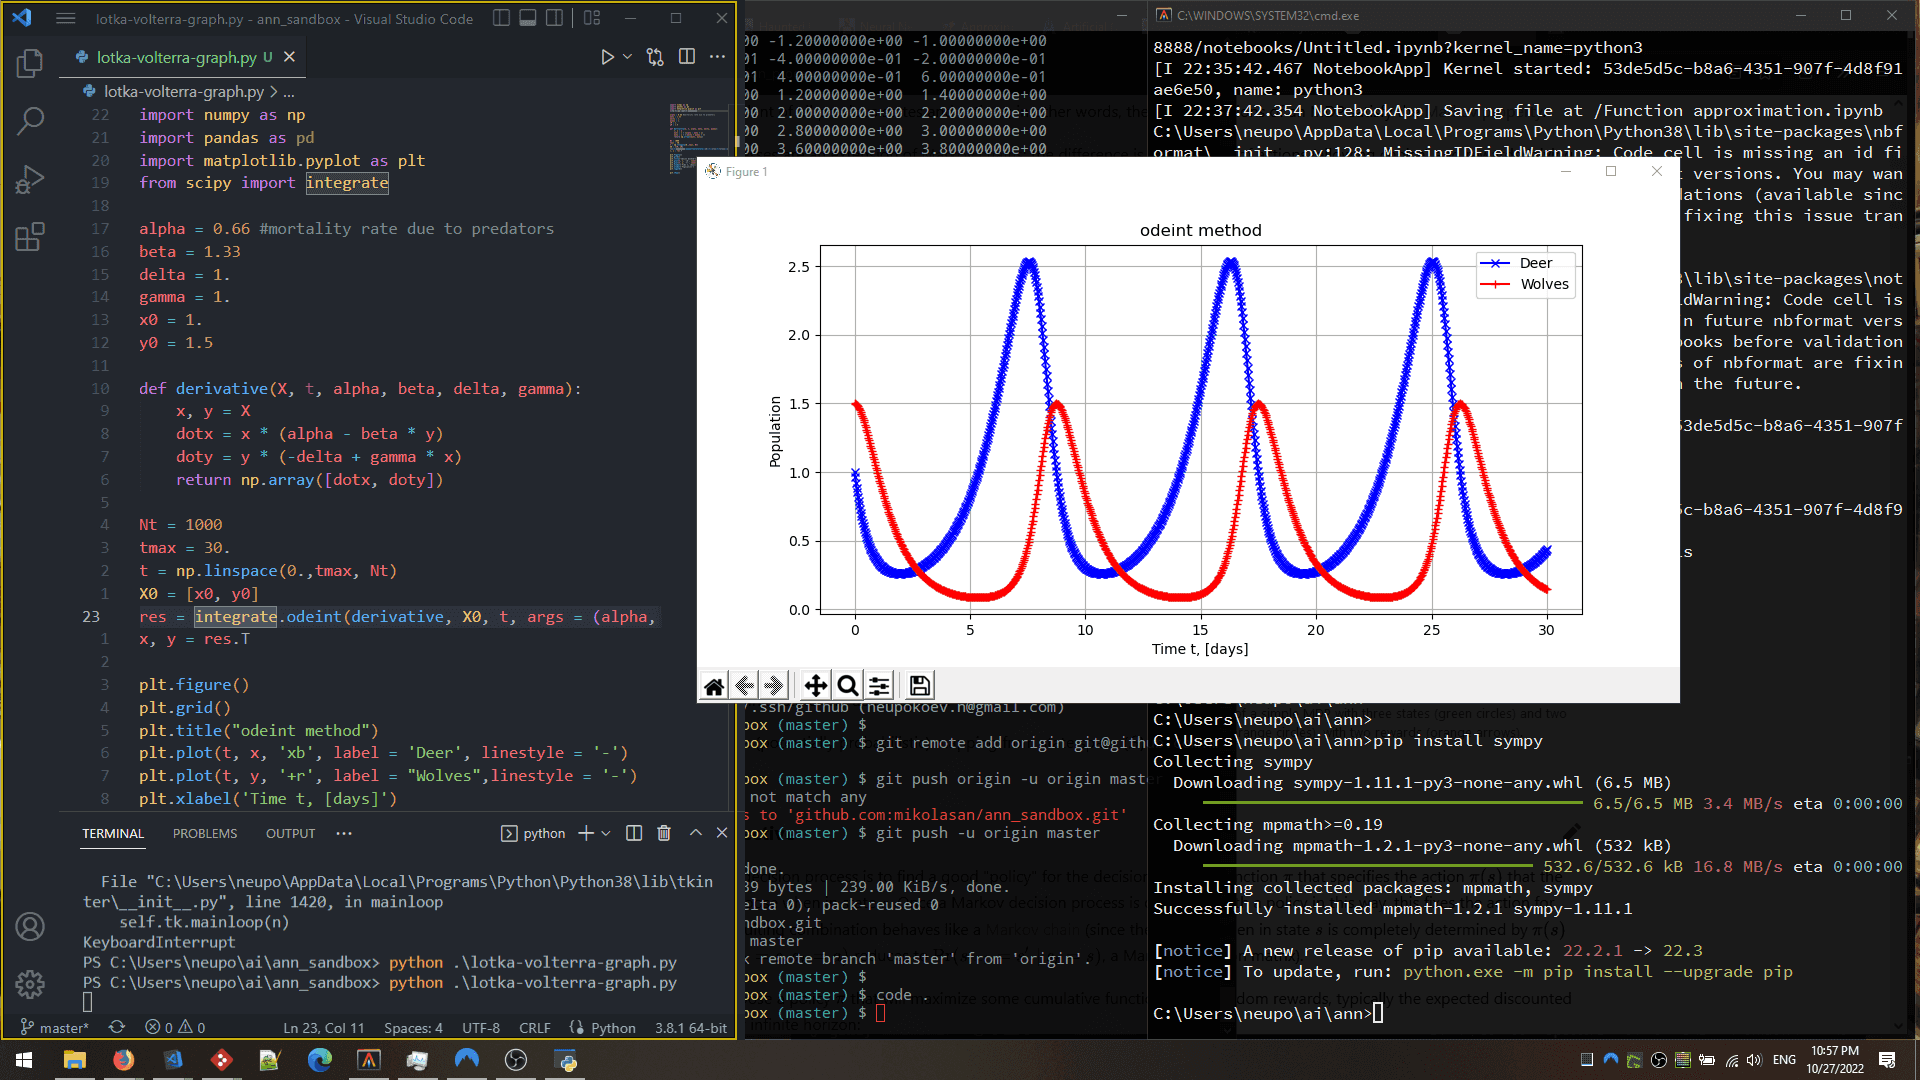 lotka-volterra-graph.py - ann_sandbox - Visual Studio Code
lotka-volterra-graph.py U
lotka-volterra-graph.py > ...
22 import numpy as np
21 import pandas as pd
20 import matplotlib.pyplot as plt
19 from scipy import integrate
18
17 alpha = 0.66 #mortality rate due to predators
16 beta = 1.33
15 delta = 1.
14 gamma = 1.
13 x0 = 1.
12 y0 = 1.5
11
10 def derivative(X, t, alpha, beta, delta, gamma):
9 x, y = X
8 dotx = x * (alpha - beta * y)
7 doty = y * (-delta + gamma * x)
6 return np.array([dotx, doty])
5
4 Nt = 1000
3 tmax = 30.
2 t = np.linspace(0.,tmax, Nt)
1 X0 = [x0, y0]
23 res = integrate.odeint(derivative, X0, t, args = (alpha,
1 x, y = res.T
2
3 plt.figure()
4 plt.grid()
5 plt.title("odeint method")
6 plt.plot(t, x, 'xb', label = 'Deer', linestyle = '-')
7 plt.plot(t, y, '+r', label = "Wolves",linestyle = '-')
8 plt.xlabel('Time t, [days]')
TERMINAL PROBLEMS OUTPUT ... python
File "C:\Users\neupo\AppData\Local\Programs\Python\Python38\lib\tkin
ter\__init__.py", line 1420, in mainloop
self.tk.mainloop(n)
KeyboardInterrupt
PS C:\Users\neupo\ai\ann_sandbox> python .\lotka-volterra-graph.py
PS C:\Users\neupo\ai\ann_sandbox> python .\lotka-volterra-graph.py
master* 0 0 Ln 23, Col 11 Spaces: 4 UTF-8 CRLF Python 3.8.1 64-bit
00 -1.20000000e+00 -1.00000000e+00
01 -4.00000000e-01 -2.00000000e-01
01 4.00000000e-01 6.00000000e-01
00 1.20000000e+00 1.40000000e+00
00 2.00000000e+00 2.20000000e+00
00 2.80000000e+00 3.00000000e+00
00 3.60000000e+00 3.80000000e+00
Figure 1
odeint method
Deer
Wolves
Population
2.5
2.0
1.5
1.0
0.5
0.0
0 5 10 15 20 25 30
Time t, [days]
/.ssh/github (neupokoev.n@gmail.com)
box (master) $
box (master) $ git remote add origin git@gith
box (master) $ git push origin -u origin maste
not match any
s to 'github.com:mikolasan/ann_sandbox.git'
box (master) $ git push -u origin master
done.
39 bytes | 239.00 KiB/s, done.
elta 0), pack-reused 0
ndbox.git
master
k remote branch 'master' from 'origin'.
box (master) $
box (master) $ code .
box (master) $
C:\WINDOWS\SYSTEM32\cmd.exe
8888/notebooks/Untitled.ipynb?kernel_name=python3
[I 22:35:42.467 NotebookApp] Kernel started: 53de5d5c-b8a6-4351-907f-4d8f91
ae6e50, name: python3
[I 22:37:42.354 NotebookApp] Saving file at /Function approximation.ipynb
C:\Users\neupo\AppData\Local\Programs\Python\Python38\lib\site-packages\nbf
ormat\__init__.py:128: MissingIDFieldWarning: Code cell is missing an id fi
t versions. You may wan
dations (available sinc
fixing this issue tran
8\lib\site-packages\not
ldWarning: Code cell is
n future nbformat vers
books before validation
s of nbformat are fixin
n the future.
53de5d5c-b8a6-4351-907f
5c-b8a6-4351-907f-4d8f9
ls
C:\Users\neupo\ai\ann>
C:\Users\neupo\ai\ann>
C:\Users\neupo\ai\ann>pip install sympy
Collecting sympy
Downloading sympy-1.11.1-py3-none-any.whl (6.5 MB)
6.5/6.5 MB 3.4 MB/s eta 0:00:00
Collecting mpmath>=0.19
Downloading mpmath-1.2.1-py3-none-any.whl (532 kB)
532.6/532.6 kB 16.8 MB/s eta 0:00:00
Installing collected packages: mpmath, sympy
Successfully installed mpmath-1.2.1 sympy-1.11.1
[notice] A new release of pip available: 22.2.1 -> 22.3
[notice] To update, run: python.exe -m pip install --upgrade pip
C:\Users\neupo\ai\ann>
ENG
10:57 PM
10/27/2022